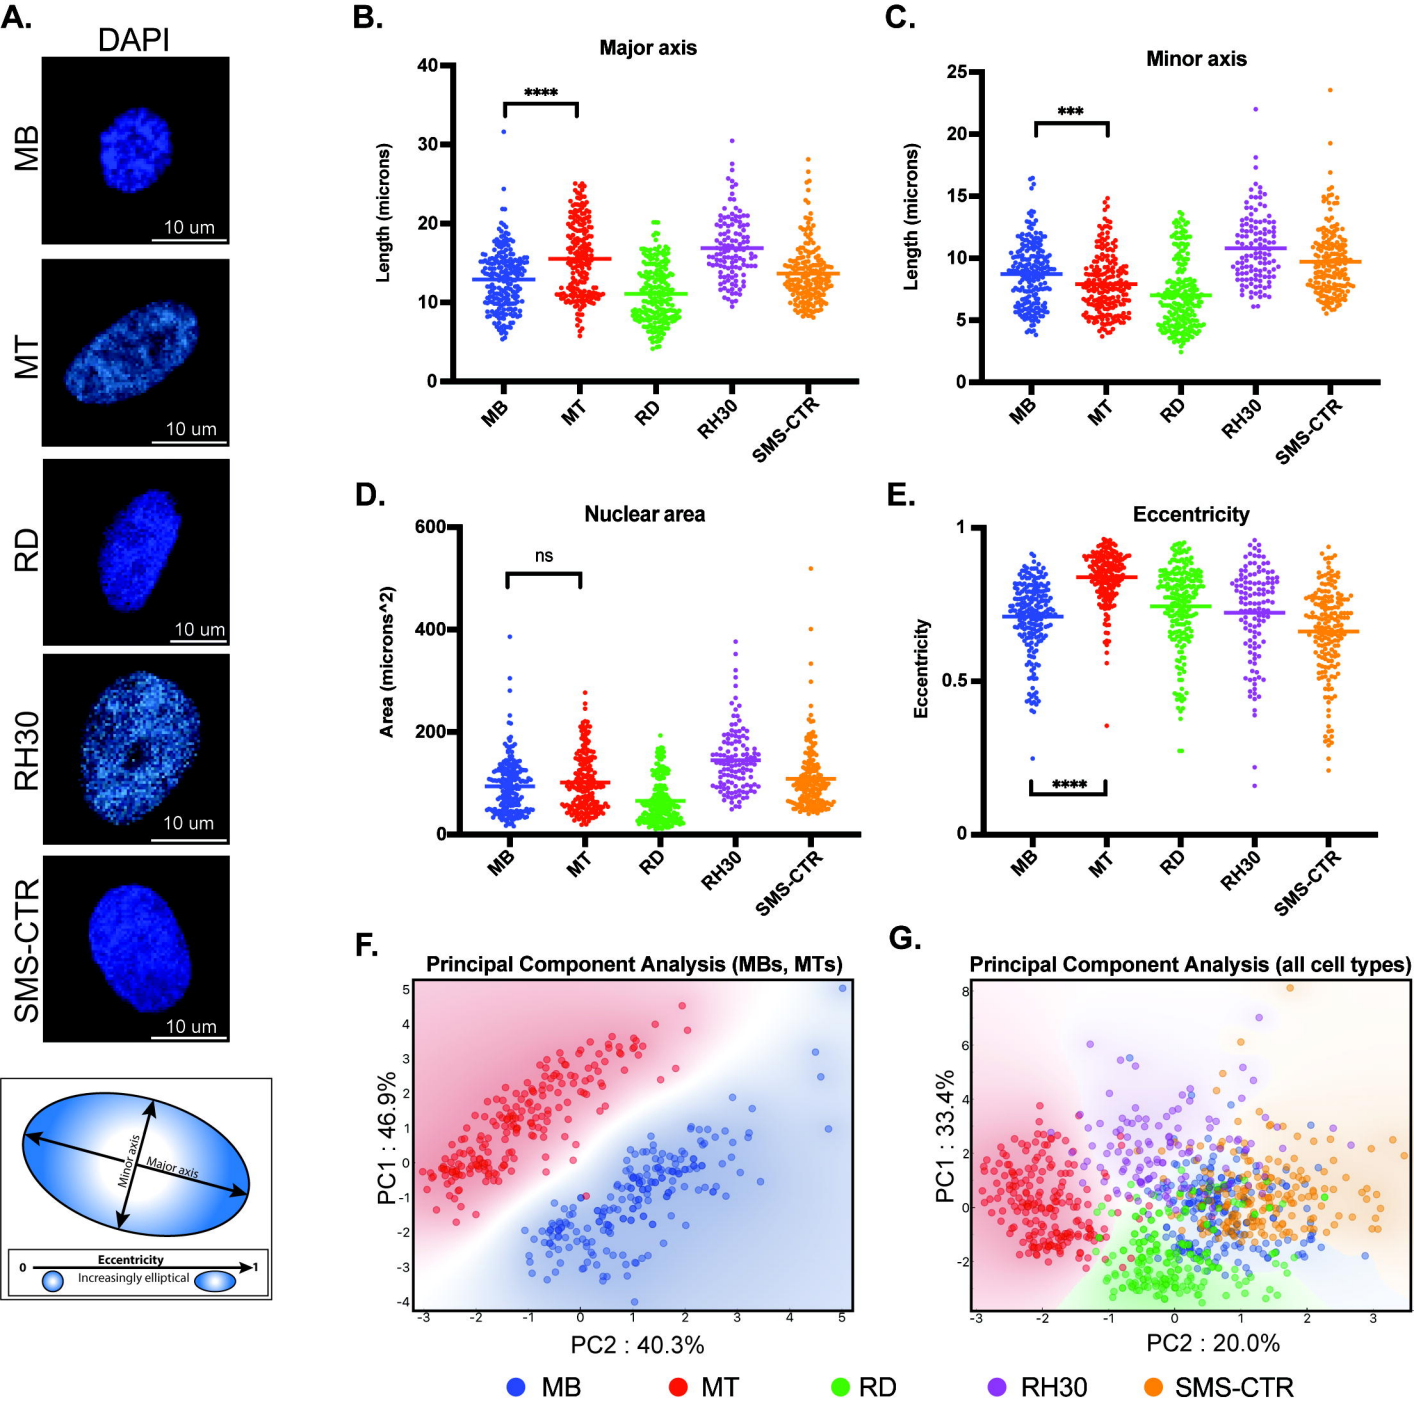 A.
DAPI
MB
10 um
MT
10 um
RD
10 um
RH30
10 um
SMS-CTR
10 um
Minor axis
Major axis
Eccentricity
0
1
Increasingly elliptical
B.
Major axis
Length (microns)
40
30
20
10
0
****
MB
MT
RD
RH30
SMS-CTR
C.
Minor axis
Length (microns)
25
20
15
10
5
0
***
MB
MT
RD
RH30
SMS-CTR
D.
Nuclear area
Area (microns^2)
600
400
200
0
ns
MB
MT
RD
RH30
SMS-CTR
E.
Eccentricity
Eccentricity
1
0.5
0
****
MB
MT
RD
RH30
SMS-CTR
F.
Principal Component Analysis (MBs, MTs)
PC1 : 46.9%
5
4
3
2
1
0
-1
-2
-3
-4
-3 -2 -1 0 1 2 3 4 5
PC2 : 40.3%
G.
Principal Component Analysis (all cell types)
PC1 : 33.4%
8
6
4
2
0
-2
-3 -2 -1 0 1 2 3
PC2 : 20.0%
MB MT RD RH30 SMS-CTR